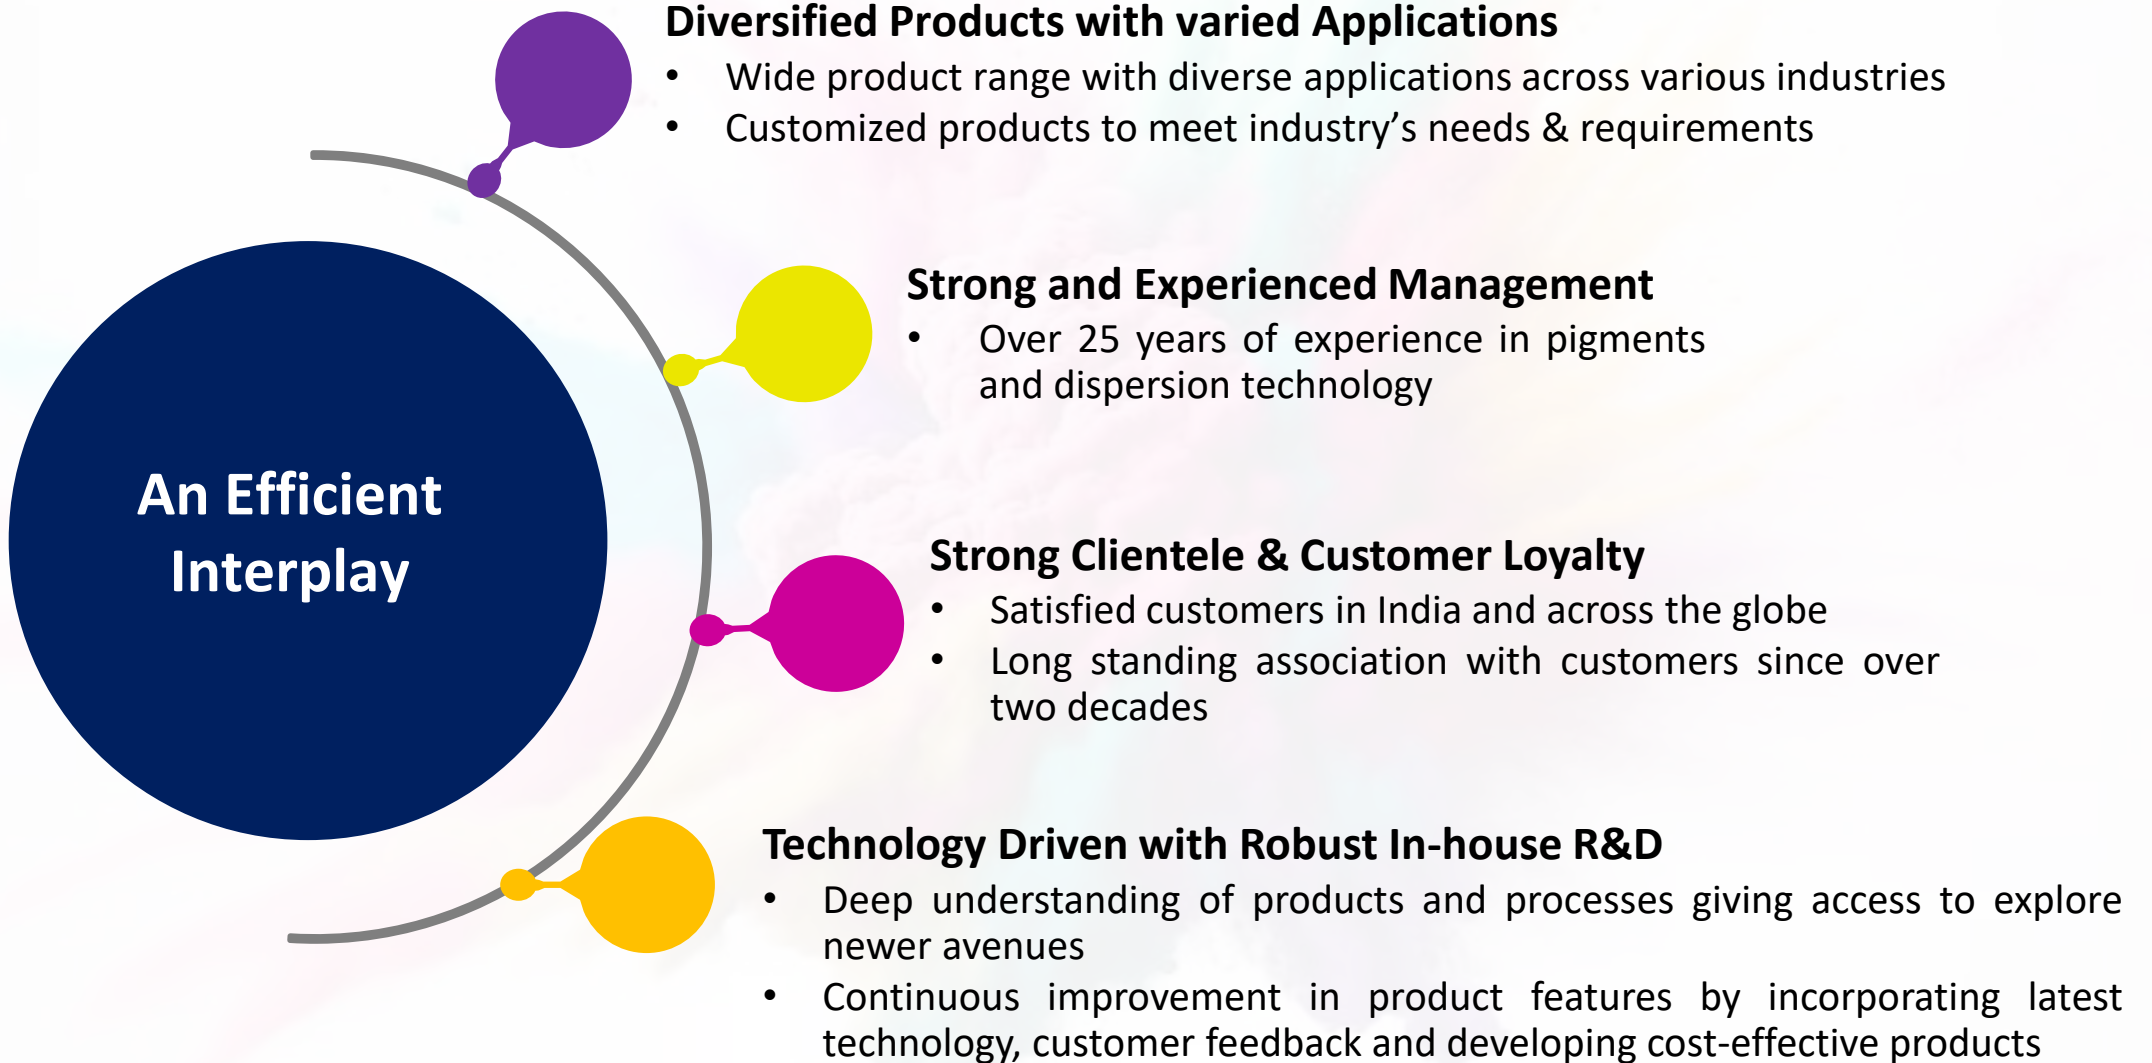 Diversified Products with varied Applications
• Wide product range with diverse applications across various industries
• Customized products to meet industry’s needs & requirements
Strong and Experienced Management
• Over 25 years of experience in pigments
and dispersion technology
An Efficient
Interplay
Strong Clientele & Customer Loyalty
• Satisfied customers in India and across the globe
• Long standing association with customers since over
two decades
Technology Driven with Robust In-house R&D
• Deep understanding of products and processes giving access to explore
newer avenues
• Continuous improvement in product features by incorporating latest
technology, customer feedback and developing cost-effective products